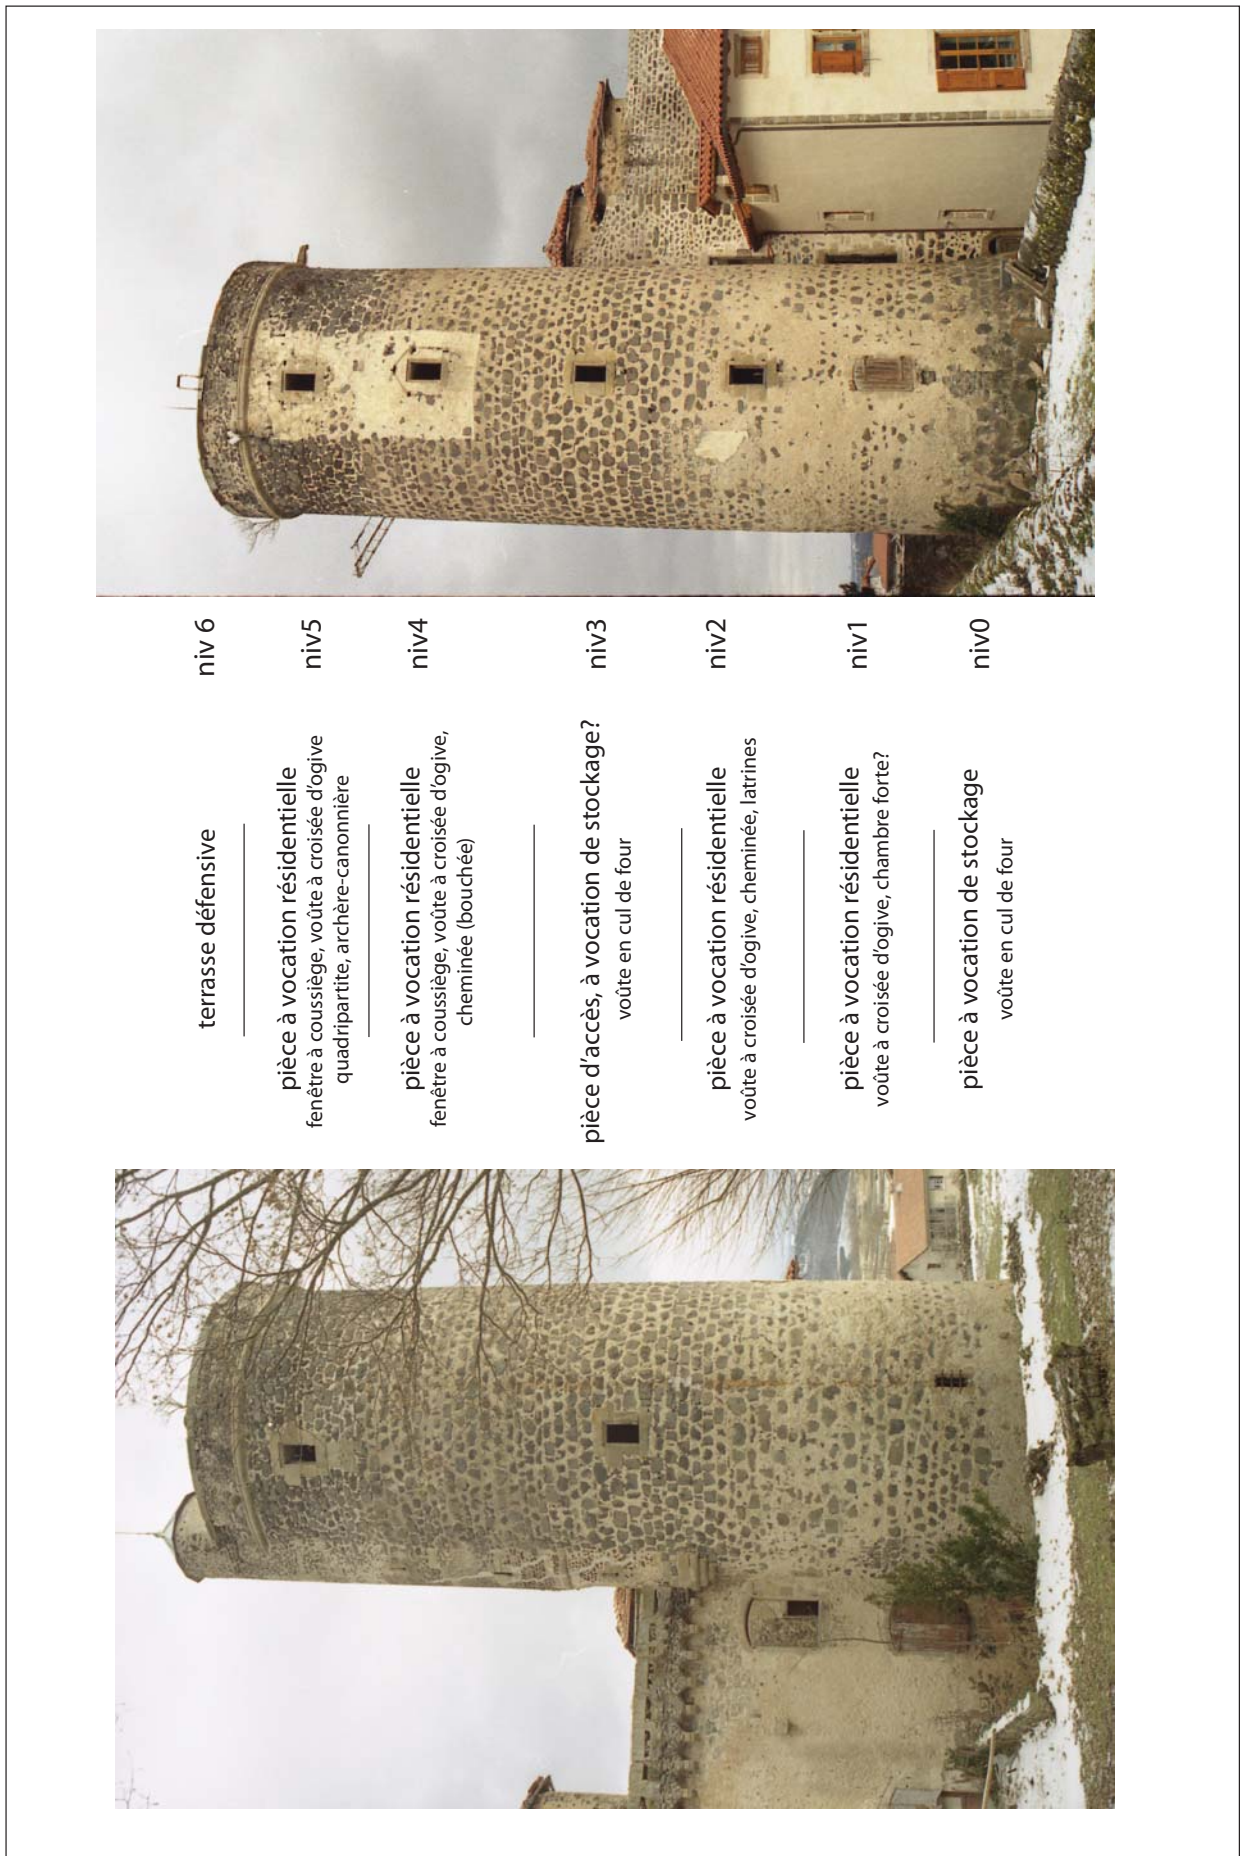 terrasse défensive
niv 6
pièce à vocation résidentielle
fenêtre à coussiège, voûte à croisée d'ogive
quadripartite, archère-canonnière
niv5
pièce à vocation résidentielle
fenêtre à coussiège, voûte à croisée d'ogive,
cheminée (bouchée)
niv4
pièce d'accès, à vocation de stockage?
voûte en cul de four
niv3
pièce à vocation résidentielle
voûte à croisée d'ogive, cheminée, latrines
niv2
pièce à vocation résidentielle
voûte à croisée d'ogive, chambre forte?
niv1
pièce à vocation de stockage
voûte en cul de four
niv0